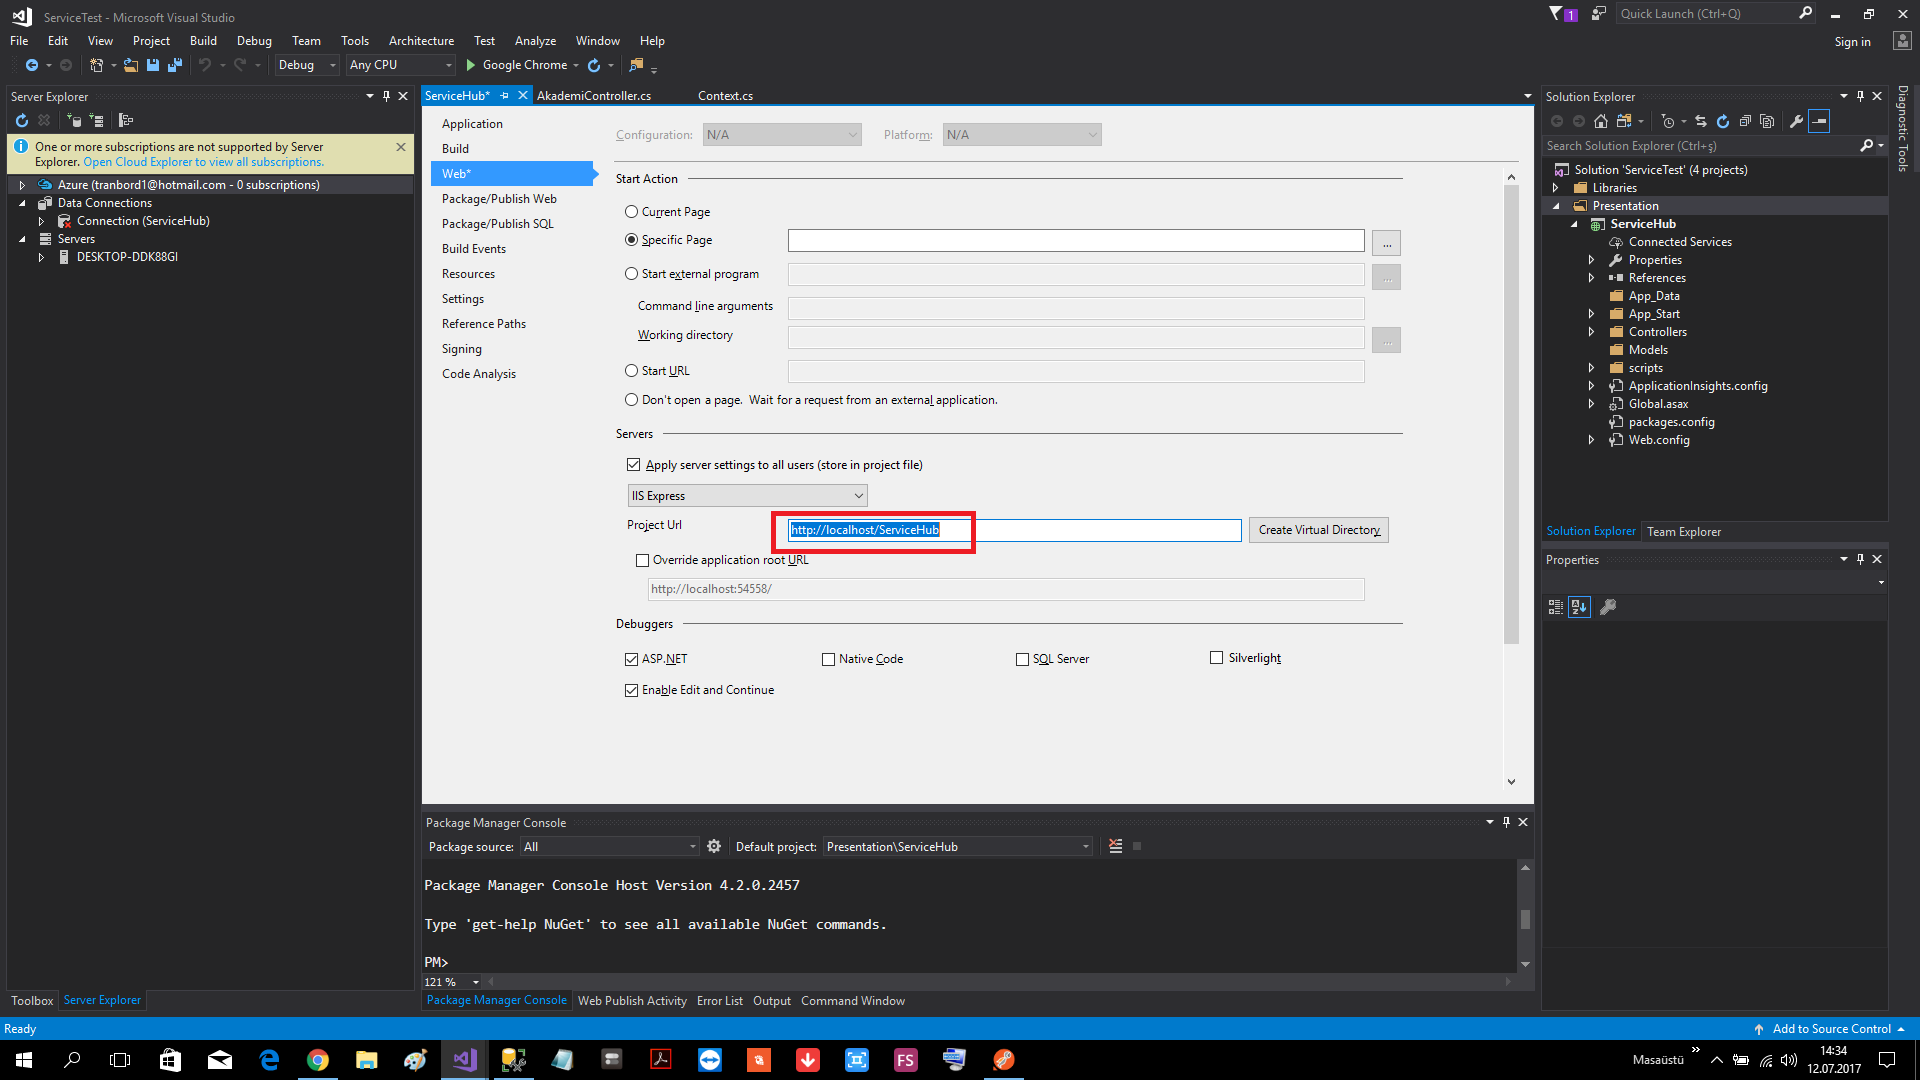 ServiceTest - Microsoft Visual Studio
1
Quick Launch (Ctrl+Q)
File Edit View Project Build Debug Team Tools Architecture Test Analyze Window Help
Sign in
Debug Any CPU Google Chrome
Server Explorer
One or more subscriptions are not supported by Server
Explorer. Open Cloud Explorer to view all subscriptions.
Azure (tranbord1@hotmail.com - 0 subscriptions)
Data Connections
Connection (ServiceHub)
Servers
DESKTOP-DDK88GI
Toolbox Server Explorer
ServiceHub* AkademiController.cs Context.cs
Application
Build
Web*
Package/Publish Web
Package/Publish SQL
Build Events
Resources
Settings
Reference Paths
Signing
Code Analysis
Configuration: N/A Platform: N/A
Start Action
Current Page
Specific Page
...
Start external program
...
Command line arguments
Working directory
...
Start URL
Don't open a page. Wait for a request from an external application.
Servers
Apply server settings to all users (store in project file)
IIS Express
Project Url http://localhost/ServiceHub Create Virtual Directory
Override application root URL
http://localhost:54558/
Debuggers
ASP.NET Native Code SQL Server Silverlight
Enable Edit and Continue
Package Manager Console
Package source: All Default project: Presentation\ServiceHub
Package Manager Console Host Version 4.2.0.2457
Type 'get-help NuGet' to see all available NuGet commands.
PM>
121 %
Package Manager Console Web Publish Activity Error List Output Command Window
Solution Explorer
Search Solution Explorer (Ctrl+ş)
Solution 'ServiceTest' (4 projects)
Libraries
Presentation
ServiceHub
Connected Services
Properties
References
App_Data
App_Start
Controllers
Models
scripts
ApplicationInsights.config
Global.asax
packages.config
Web.config
Solution Explorer Team Explorer
Properties
Diagnostic Tools
Ready
Add to Source Control
FS
Masaüstü
14:34
12.07.2017